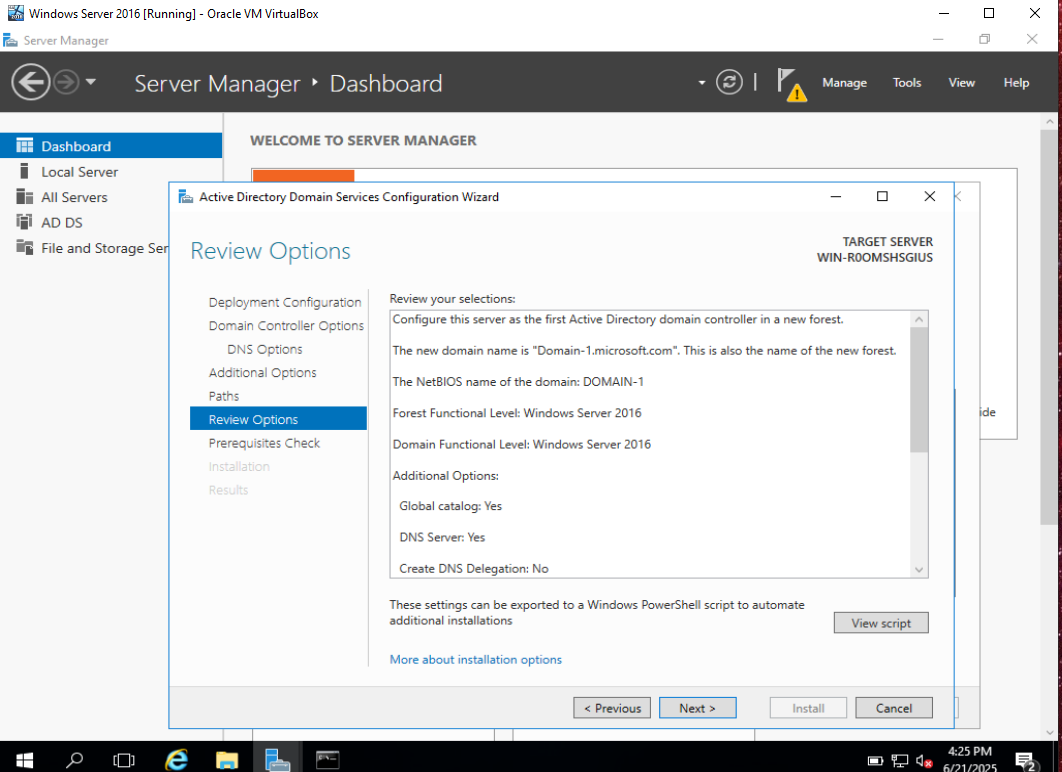 Windows Server 2016 [Running] - Oracle VM VirtualBox
Server Manager
Server Manager ‣ Dashboard
Manage Tools View Help
Dashboard
Local Server
All Servers
AD DS
File and Storage Ser
WELCOME TO SERVER MANAGER
Active Directory Domain Services Configuration Wizard
Review Options
TARGET SERVER
WIN-R0OMSHSGIUS
Deployment Configuration
Domain Controller Options
DNS Options
Additional Options
Paths
Review Options
Prerequisites Check
Installation
Results
Review your selections:
Configure this server as the first Active Directory domain controller in a new forest.
The new domain name is "Domain-1.microsoft.com". This is also the name of the new forest.
The NetBIOS name of the domain: DOMAIN-1
Forest Functional Level: Windows Server 2016
Domain Functional Level: Windows Server 2016
Additional Options:
Global catalog: Yes
DNS Server: Yes
Create DNS Delegation: No
These settings can be exported to a Windows PowerShell script to automate
additional installations
View script
More about installation options
< Previous Next > Install Cancel
ide
4:25 PM
6/21/2025
2